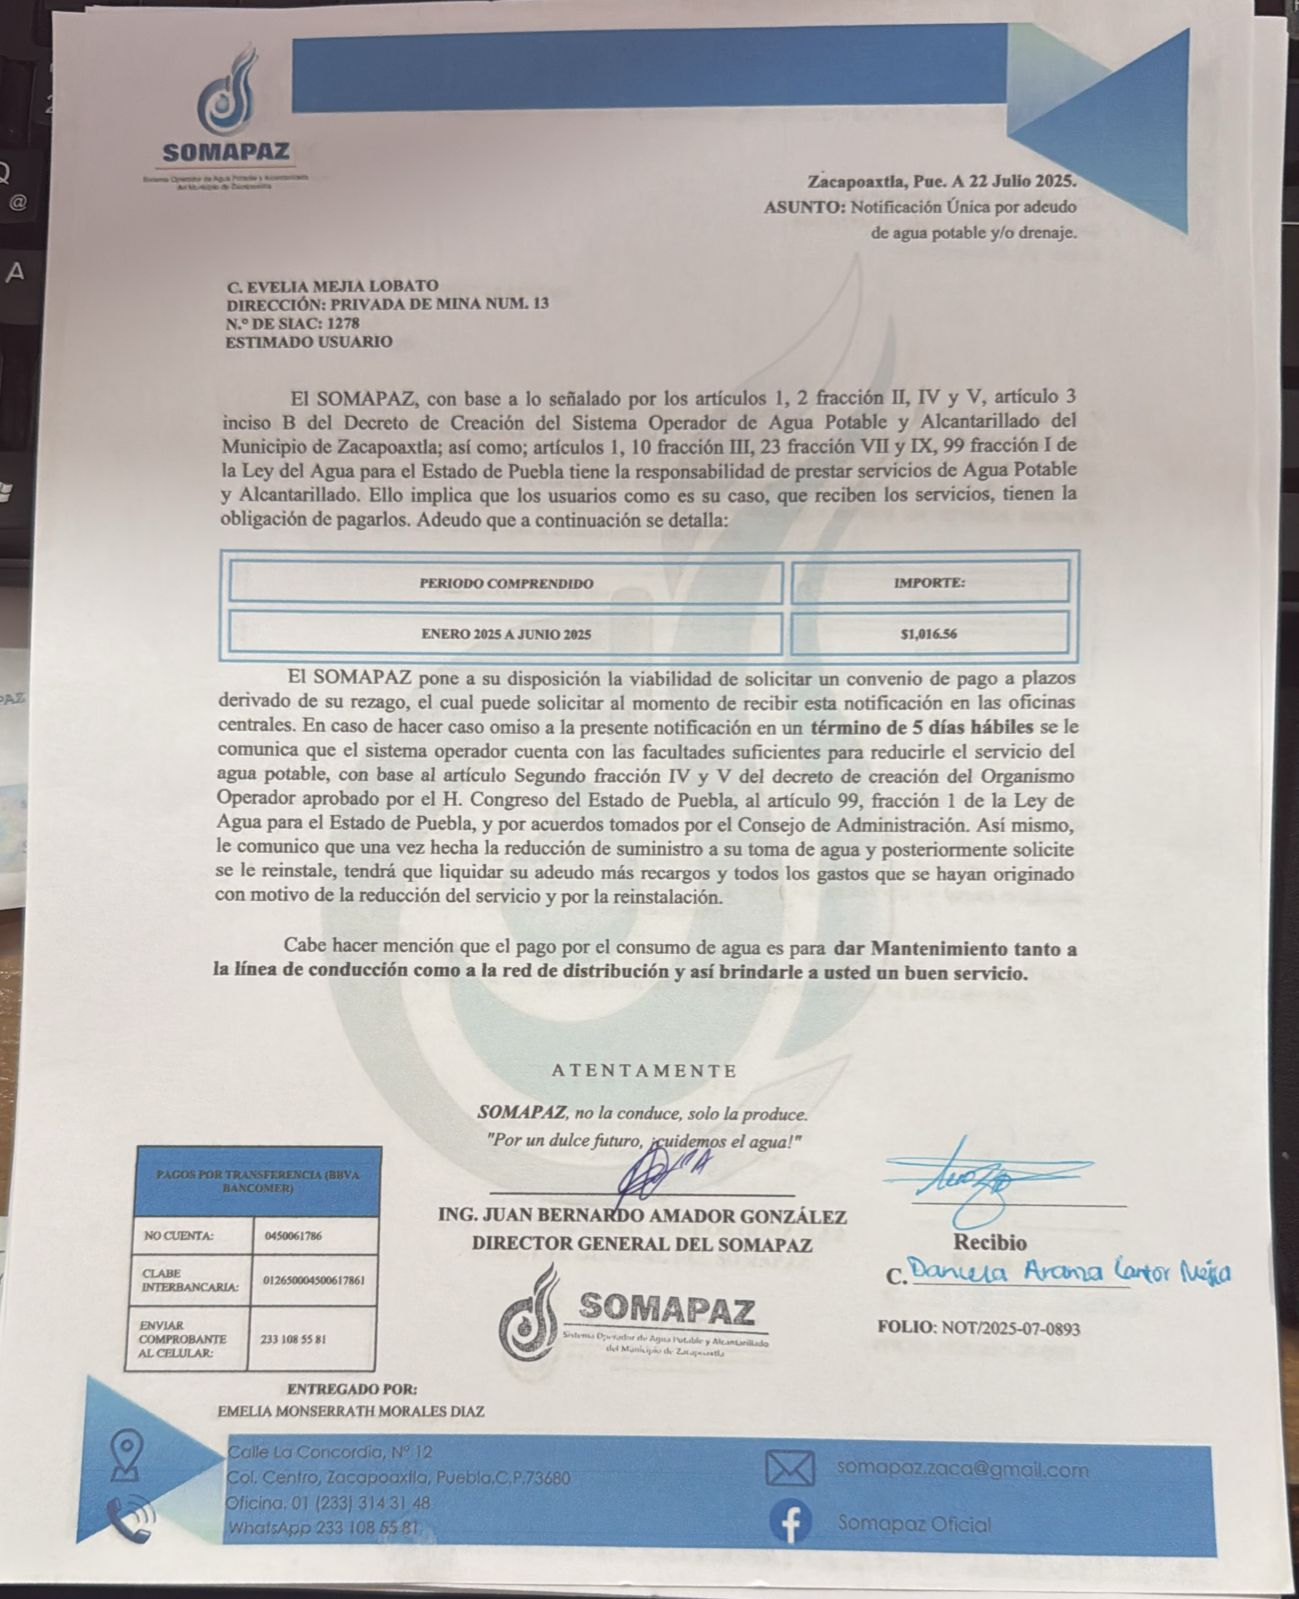 SOMAPAZ
Sistema Operador de Agua Potable y Alcantarillado
del Municipio de Zacapoaxtla
Zacapoaxtla, Pue. A 22 Julio 2025.
ASUNTO: Notificación Única por adeudo
de agua potable y/o drenaje.
C. EVELIA MEJIA LOBATO
DIRECCIÓN: PRIVADA DE MINA NUM. 13
N.º DE SIAC: 1278
ESTIMADO USUARIO
El SOMAPAZ, con base a lo señalado por los artículos 1, 2 fracción II, IV y V, artículo 3
inciso B del Decreto de Creación del Sistema Operador de Agua Potable y Alcantarillado del
Municipio de Zacapoaxtla; así como; artículos 1, 10 fracción III, 23 fracción VII y IX, 99 fracción I de
la Ley del Agua para el Estado de Puebla tiene la responsabilidad de prestar servicios de Agua Potable
y Alcantarillado. Ello implica que los usuarios como es su caso, que reciben los servicios, tienen la
obligación de pagarlos. Adeudo que a continuación se detalla:
PERIODO COMPRENDIDO IMPORTE:
ENERO 2025 A JUNIO 2025 $1,016.56
El SOMAPAZ pone a su disposición la viabilidad de solicitar un convenio de pago a plazos
derivado de su rezago, el cual puede solicitar al momento de recibir esta notificación en las oficinas
centrales. En caso de hacer caso omiso a la presente notificación en un término de 5 días hábiles se le
comunica que el sistema operador cuenta con las facultades suficientes para reducirle el servicio del
agua potable, con base al artículo Segundo fracción IV y V del decreto de creación del Organismo
Operador aprobado por el H. Congreso del Estado de Puebla, al artículo 99, fracción 1 de la Ley de
Agua para el Estado de Puebla, y por acuerdos tomados por el Consejo de Administración. Así mismo,
le comunico que una vez hecha la reducción de suministro a su toma de agua y posteriormente solicite
se le reinstale, tendrá que liquidar su adeudo más recargos y todos los gastos que se hayan originado
con motivo de la reducción del servicio y por la reinstalación.
Cabe hacer mención que el pago por el consumo de agua es para dar Mantenimiento tanto a
la línea de conducción como a la red de distribución y así brindarle a usted un buen servicio.
ATENTAMENTE
SOMAPAZ, no la conduce, solo la produce.
"Por un dulce futuro, ¡cuidemos el agua!"
ING. JUAN BERNARDO AMADOR GONZÁLEZ
DIRECTOR GENERAL DEL SOMAPAZ
SOMAPAZ
Sistema Operador de Agua Potable y Alcantarillado
del Municipio de Zacapoaxtla
Recibio
C. Daniela Aranza Cantor Mejia
FOLIO: NOT/2025-07-0893
PAGOS POR TRANSFERENCIA (BBVA
BANCOMER)
NO CUENTA: 0450061786
CLABE
INTERBANCARIA: 012650004500617861
ENVIAR
COMPROBANTE
AL CELULAR: 233 108 55 81
ENTREGADO POR:
EMELIA MONSERRATH MORALES DIAZ
Calle La Concordia, Nº 12
Col. Centro, Zacapoaxtla, Puebla,C.P.73680
Oficina. 01 (233) 314 31 48
WhatsApp 233 108 55 81
somapaz.zaca@gmail.com
Somapaz Oficial